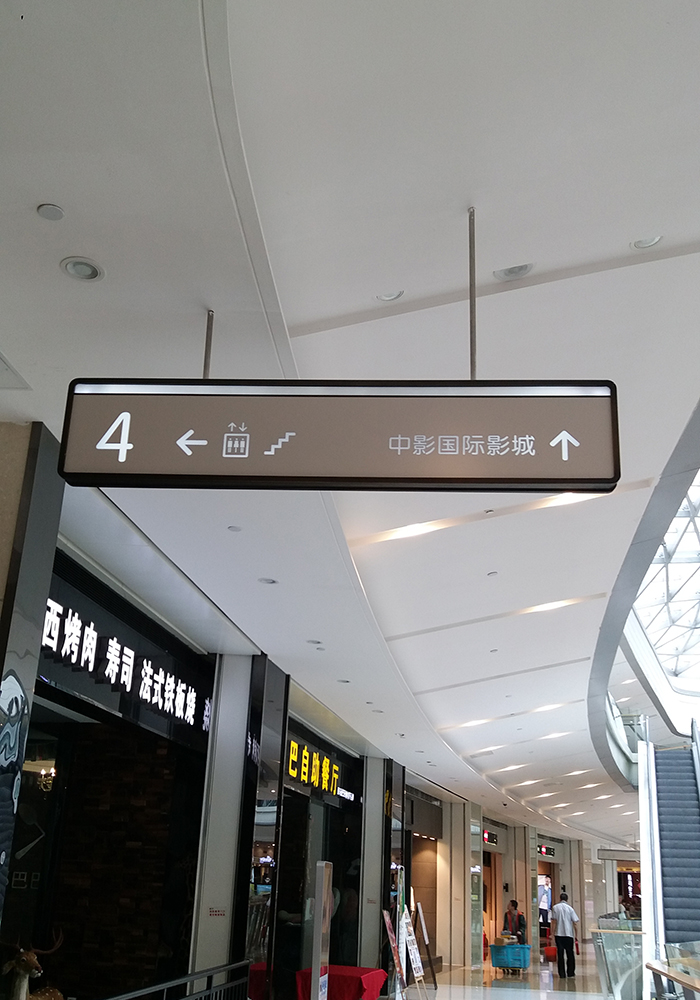 4 ← 中影国际影城 ↑
西烤肉 寿司 法式铁板烧
巴自助餐厅